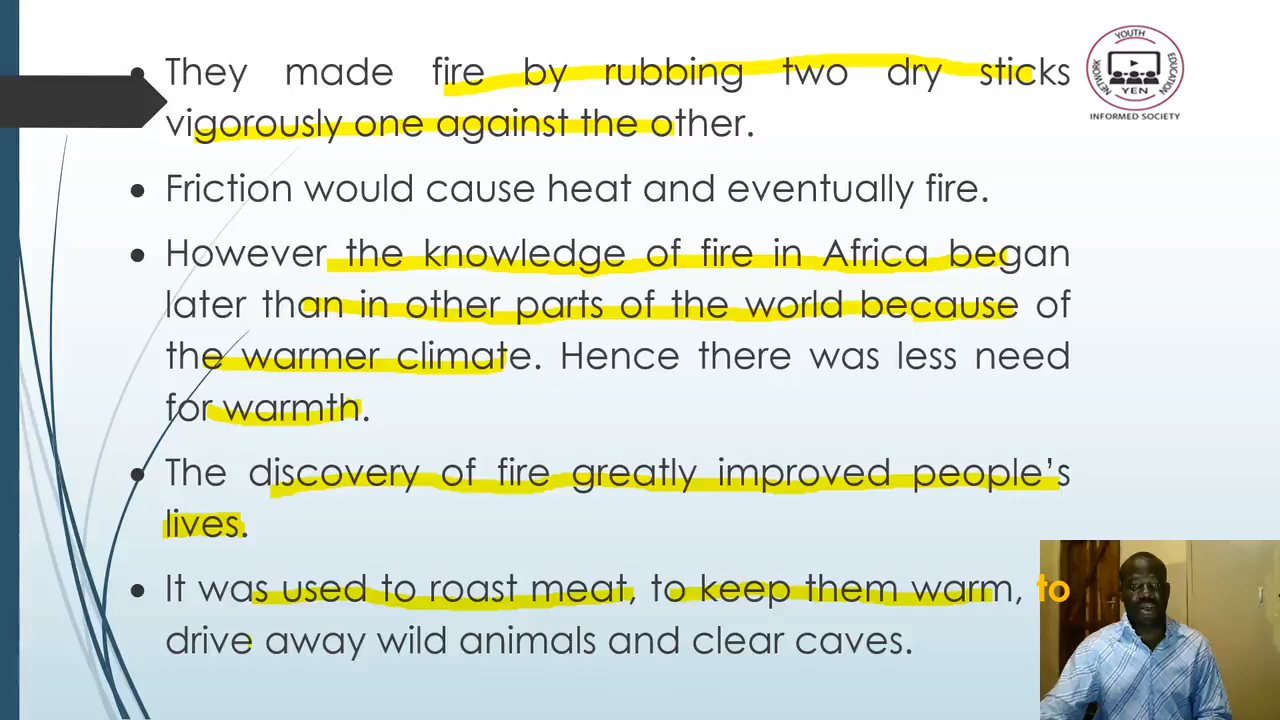 They made fire by rubbing two dry sticks
vigorously one against the other.
Friction would cause heat and eventually fire.
However the knowledge of fire in Africa began
later than in other parts of the world because of
the warmer climate. Hence there was less need
for warmth.
The discovery of fire greatly improved people's
lives.
It was used to roast meat, to keep them warm, to
drive away wild animals and clear caves.
YOUTH
EDUCATION
NETWORK
YEN
INFORMED SOCIETY